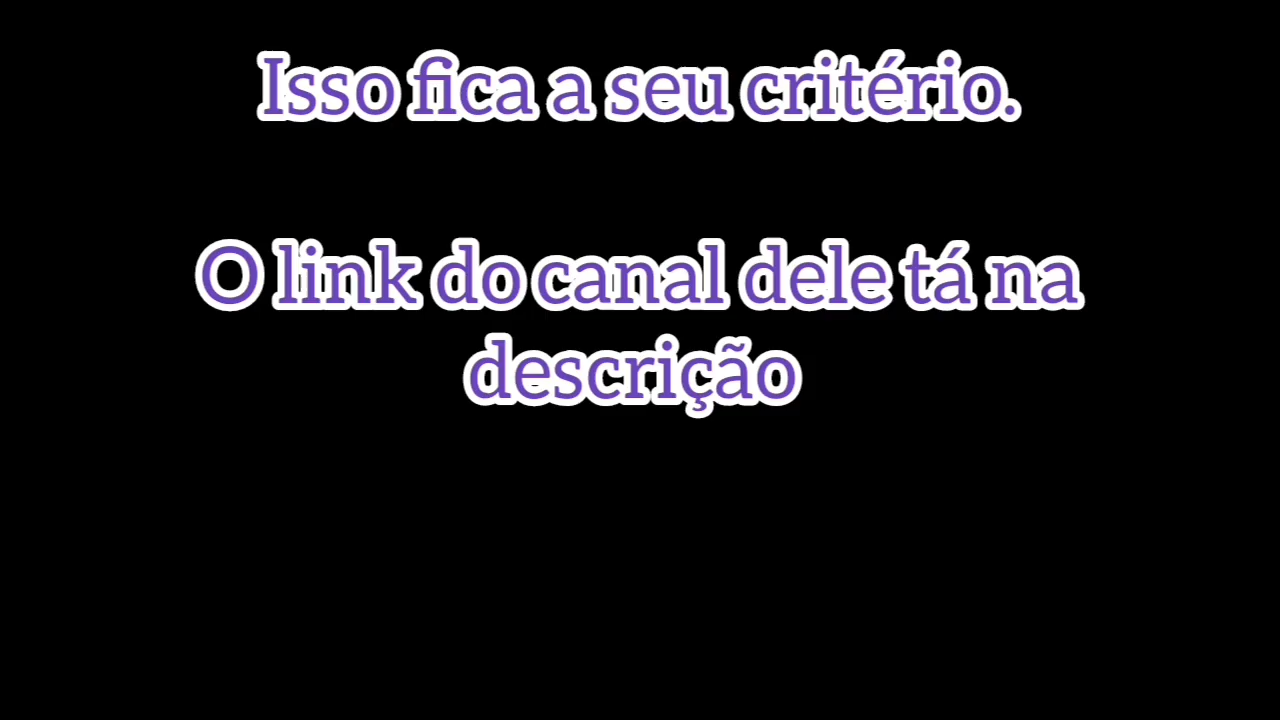 Isso fica a seu critério.
O link do canal dele tá na
descrição